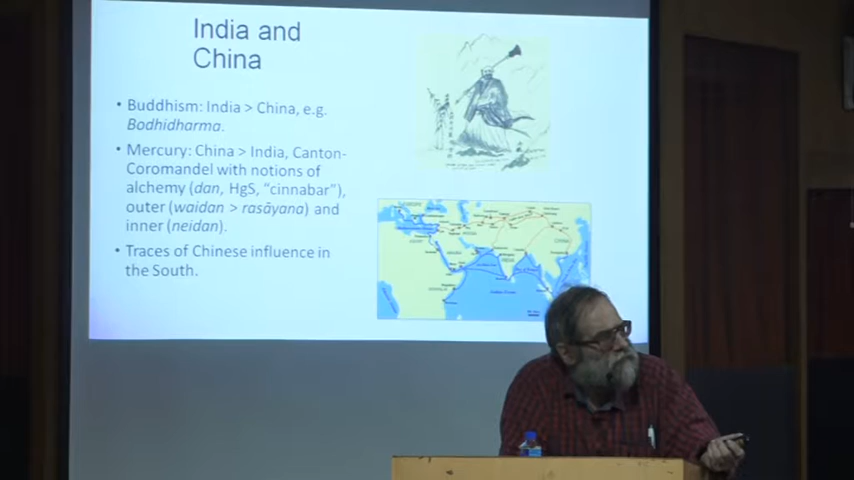 India and
China
• Buddhism: India > China, e.g.
Bodhidharma.
• Mercury: China > India, Canton-
Coromandel with notions of
alchemy (dan, HgS, "cinnabar"),
outer (waidan > rasāyana) and
inner (neidan).
• Traces of Chinese influence in
the South.